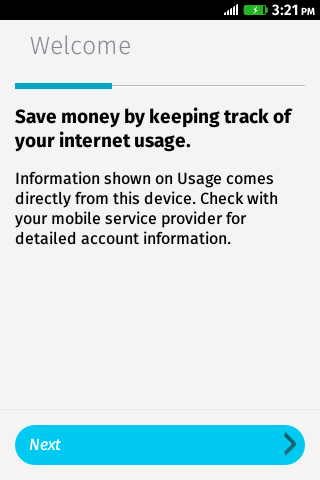 3:21 PM
Welcome
Save money by keeping track of
your internet usage.
Information shown on Usage comes
directly from this device. Check with
your mobile service provider for
detailed account information.
Next